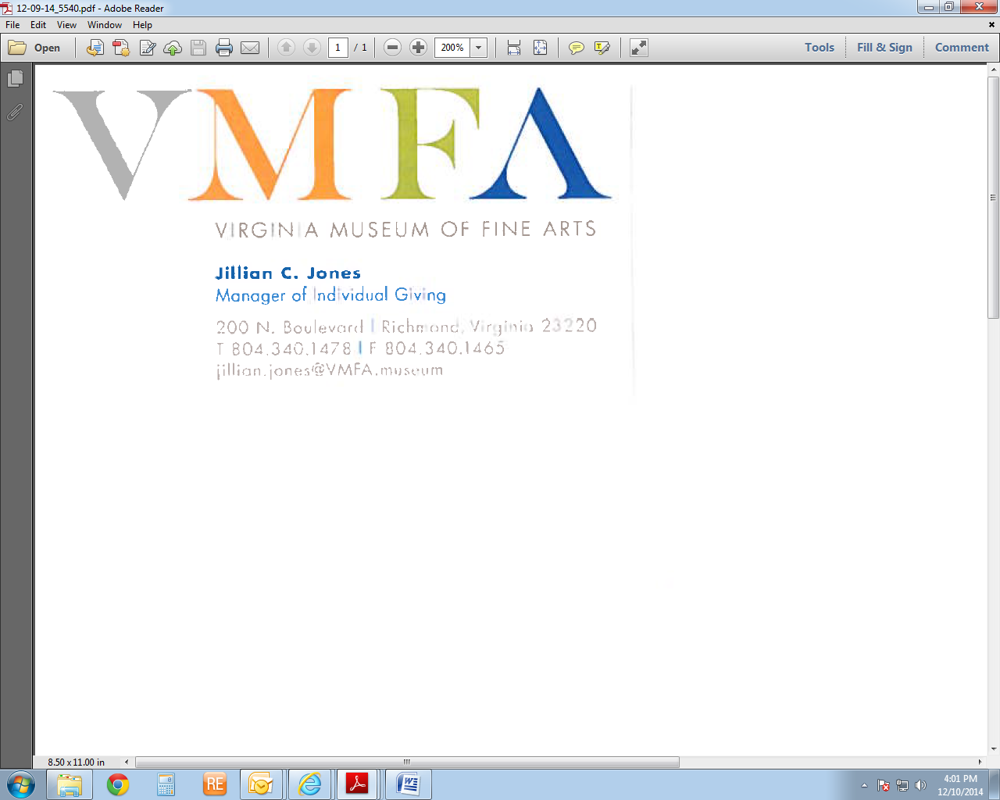 12-09-14_5540.pdf - Adobe Reader
File Edit View Window Help
Open 1 / 1 200% Tools Fill & Sign Comment
VMFA
VIRGINIA MUSEUM OF FINE ARTS
Jillian C. Jones
Manager of Individual Giving
200 N. Boulevard | Richmond, Virginia 23220
T 804.340.1478 | F 804.340.1465
jillian.jones@VMFA.museum
8.50 x 11.00 in
RE
4:01 PM
12/10/2014